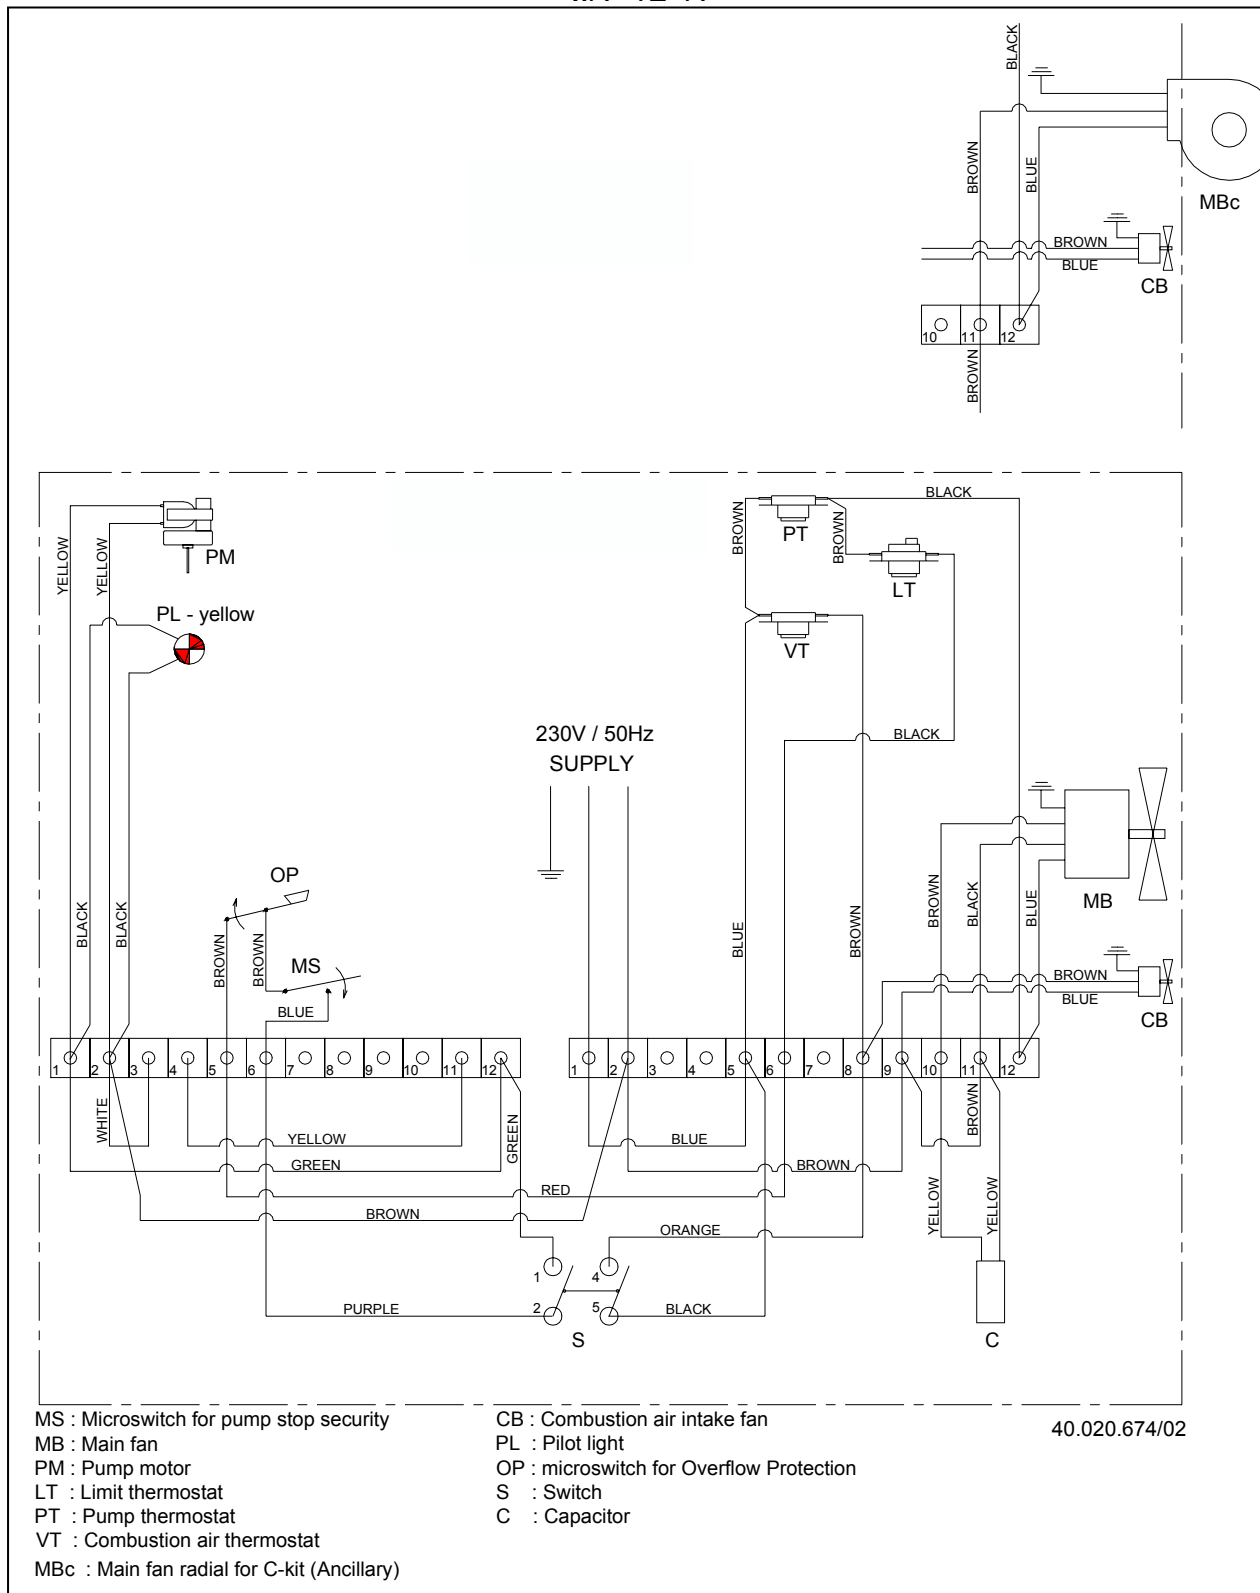 BLACK
BROWN
BLUE
MBc
BROWN
BLUE
CB
10 11 12
BROWN
YELLOW
YELLOW
PM
PL - yellow
BROWN
PT
BLACK
BROWN
LT
VT
230V / 50Hz
SUPPLY
BLACK
BLACK
BLACK
OP
BROWN
BROWN
MS
BLUE
BLUE
BROWN
BROWN
BLACK
BLUE
MB
BROWN
BLUE
CB
1 2 3 4 5 6 7 8 9 10 11 12
1 2 3 4 5 6 7 8 9 10 11 12
WHITE
YELLOW
GREEN
GREEN
BLUE
BROWN
BROWN
RED
BROWN
ORANGE
YELLOW
YELLOW
1 4
PURPLE
2 5
BLACK
S
C
40.020.674/02
MS : Microswitch for pump stop security
MB : Main fan
PM : Pump motor
LT : Limit thermostat
PT : Pump thermostat
VT : Combustion air thermostat
MBc : Main fan radial for C-kit (Ancillary)
CB : Combustion air intake fan
PL : Pilot light
OP : microswitch for Overflow Protection
S : Switch
C : Capacitor